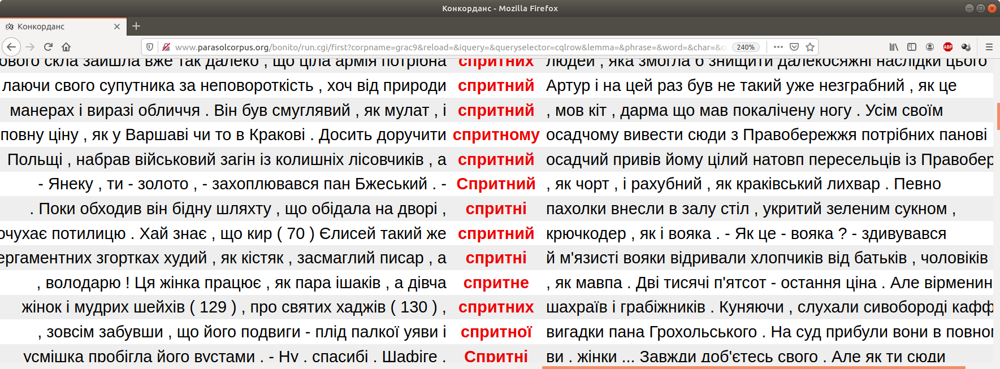 Конкорданс - Mozilla Firefox
Конкорданс
www.parasolcorpus.org/bonito/run.cgi/first?corpname=grac9&reload=&iquery=&queryselector=cqlrow&lemma=&phrase=&word=&char=& 240%
ABP
ового скла зайшла вже так далеко , що ціла армія потрібна спритних людей , яка змогла б знищити далекосяжні наслідки цього
лаючи свого супутника за неповороткість , хоч від природи спритний Артур і на цей раз був не такий уже незграбний , як це
манерах і виразі обличчя . Він був смуглявий , як мулат , і спритний , мов кіт , дарма що мав покалічену ногу . Усім своїм
повну ціну , як у Варшаві чи то в Кракові . Досить доручити спритному осадчому вивести сюди з Правобережжя потрібних панові
Польщі , набрав військовий загін із колишніх лісовчиків , а спритний осадчий привів йому цілий натовп пересельців із Правобер
- Янеку , ти - золото , - захоплювався пан Бжеський . - Спритний , як чорт , і рахубний , як краківський лихвар . Певно
. Поки обходив він бідну шляхту , що обідала на дворі , спритні пахолки внесли в залу стіл , укритий зеленим сукном ,
очухає потилицю . Хай знає , що кир ( 70 ) Єлисей такий же спритний крючкодер , як і вояка . - Як це - вояка ? - здивувався
ергаментних згортках худий , як кістяк , засмаглий писар , а спритні й м'язисті вояки відривали хлопчиків від батьків , чоловіків
, володарю ! Ця жінка працює , як пара ішаків , а дівча спритне , як мавпа . Дві тисячі п'ятсот - остання ціна . Але вірменин
жінок і мудрих шейхів ( 129 ) , про святих хаджів ( 130 ) , спритних шахраїв і грабіжників . Куняючи , слухали сивобороді кафф
, зовсім забувши , що його подвиги - плід палкої уяви і спритної вигадки пана Грохольського . На суд прибули вони в повном
усмішка пробігла його вустами . - Ну , спасибі , Шафіге . Спритні ви , жінки ... Завжди доб'єтесь свого . Але як ти сюди